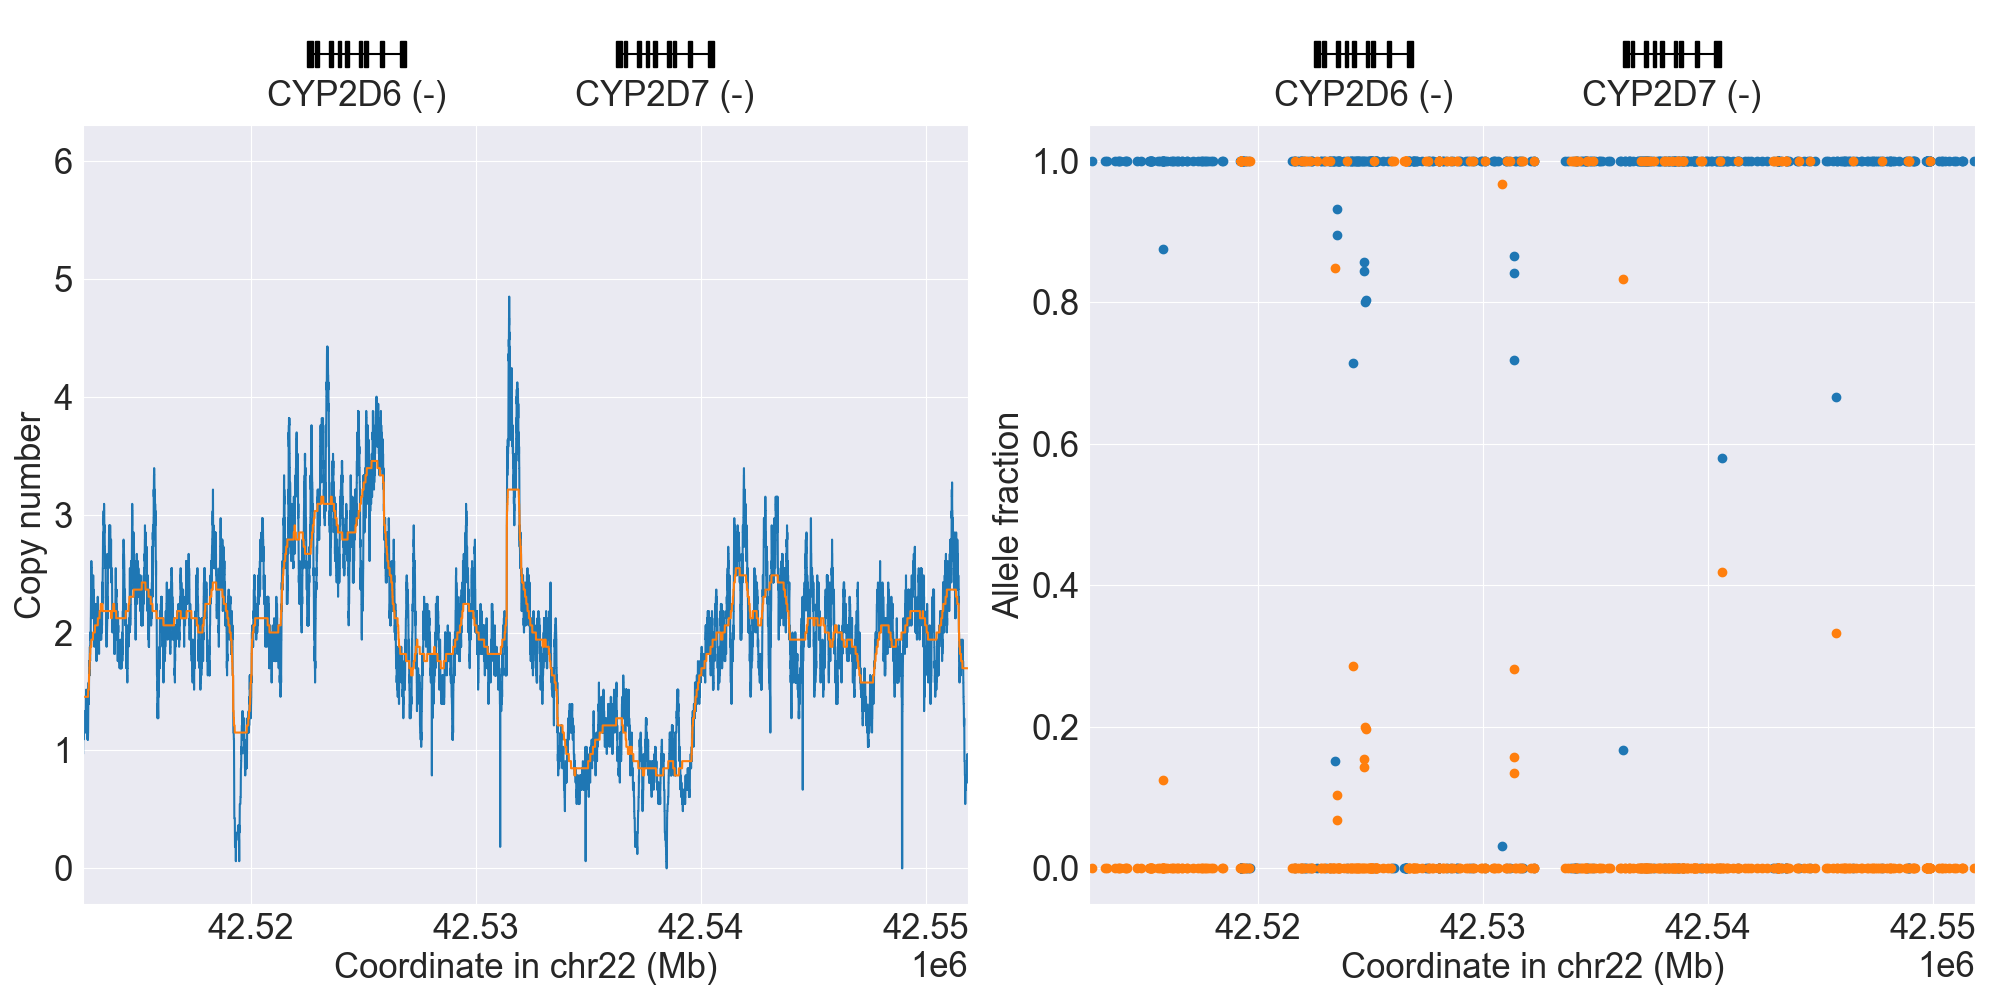 CYP2D6 (-) CYP2D7 (-)
6
5
4
3
2
1
0
Copy number
42.52 42.53 42.54 42.55
Coordinate in chr22 (Mb) 1e6
CYP2D6 (-) CYP2D7 (-)
1.0
0.8
0.6
0.4
0.2
0.0
Allele fraction
42.52 42.53 42.54 42.55
Coordinate in chr22 (Mb) 1e6